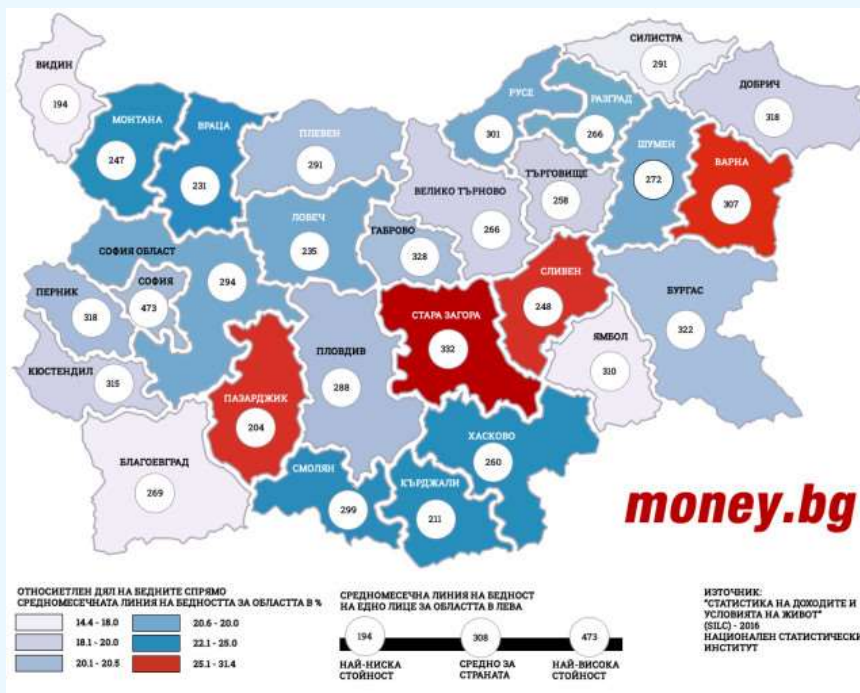 СИЛИСТРА
291
ВИДИН
194
ДОБРИЧ
318
РУСЕ
301
РАЗГРАД
266
МОНТАНА
247
ВРАЦА
231
ПЛЕВЕН
291
ШУМЕН
272
ВАРНА
307
ТЪРГОВИЩЕ
258
ВЕЛИКО ТЪРНОВО
266
ЛОВЕЧ
235
ГАБРОВО
328
СОФИЯ ОБЛАСТ
294
СОФИЯ
473
ПЕРНИК
318
СЛИВЕН
248
БУРГАС
322
СТАРА ЗАГОРА
332
ЯМБОЛ
310
ПЛОВДИВ
288
КЮСТЕНДИЛ
315
ПАЗАРДЖИК
204
ХАСКОВО
260
БЛАГОЕВГРАД
269
СМОЛЯН
299
КЪРДЖАЛИ
211
money.bg
ОТНОСИЕТЛЕН ДЯЛ НА БЕДНИТЕ СПРЯМО
СРЕДНОМЕСЕЧНАТА ЛИНИЯ НА БЕДНОСТТА ЗА ОБЛАСТТА В %
14.4 - 18.0
18.1 - 20.0
20.1 - 20.5
20.6 - 20.0
22.1 - 25.0
25.1 - 31.4
СРЕДНОМЕСЕЧНА ЛИНИЯ НА БЕДНОСТ
НА ЕДНО ЛИЦЕ ЗА ОБЛАСТТА В ЛЕВА
194
308
473
НАЙ-НИСКА
СТОЙНОСТ
СРЕДНО ЗА
СТРАНАТА
НАЙ-ВИСОКА
СТОЙНОСТ
ИЗТОЧНИК:
"СТАТИСТИКА НА ДОХОДИТЕ И
УСЛОВИЯТА НА ЖИВОТ"
(SILC) - 2016
НАЦИОНАЛЕН СТАТИСТИЧЕСКИ
ИНСТИТУТ